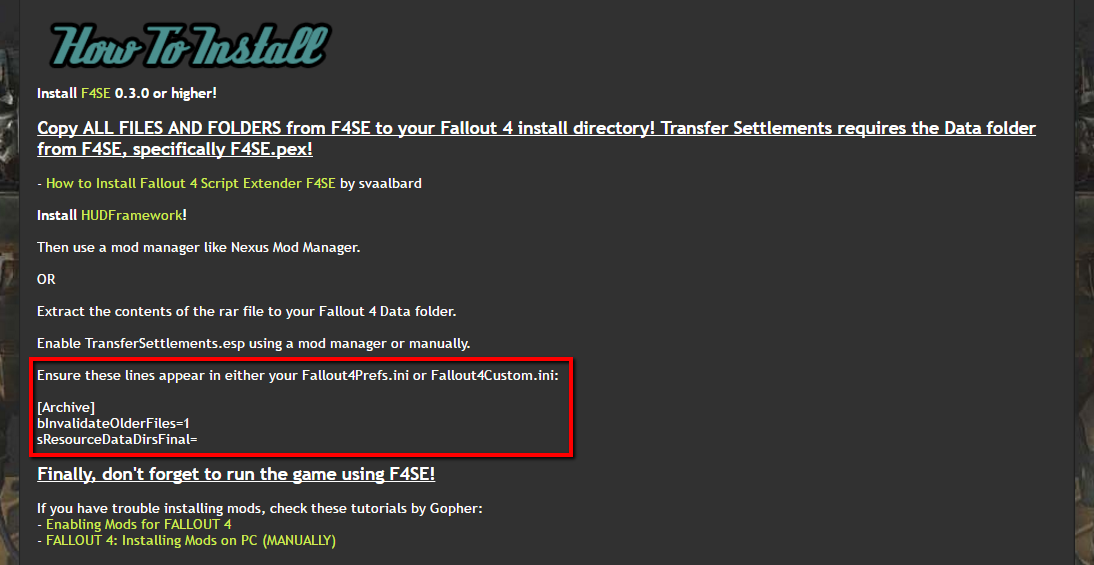 How To Install
Install F4SE 0.3.0 or higher!
Copy ALL FILES AND FOLDERS from F4SE to your Fallout 4 install directory! Transfer Settlements requires the Data folder
from F4SE, specifically F4SE.pex!
- How to Install Fallout 4 Script Extender F4SE by svaalbard
Install HUDFramework!
Then use a mod manager like Nexus Mod Manager.
OR
Extract the contents of the rar file to your Fallout 4 Data folder.
Enable TransferSettlements.esp using a mod manager or manually.
Ensure these lines appear in either your Fallout4Prefs.ini or Fallout4Custom.ini:
[Archive]
bInvalidateOlderFiles=1
sResourceDataDirsFinal=
Finally, don't forget to run the game using F4SE!
If you have trouble installing mods, check these tutorials by Gopher:
- Enabling Mods for FALLOUT 4
- FALLOUT 4: Installing Mods on PC (MANUALLY)